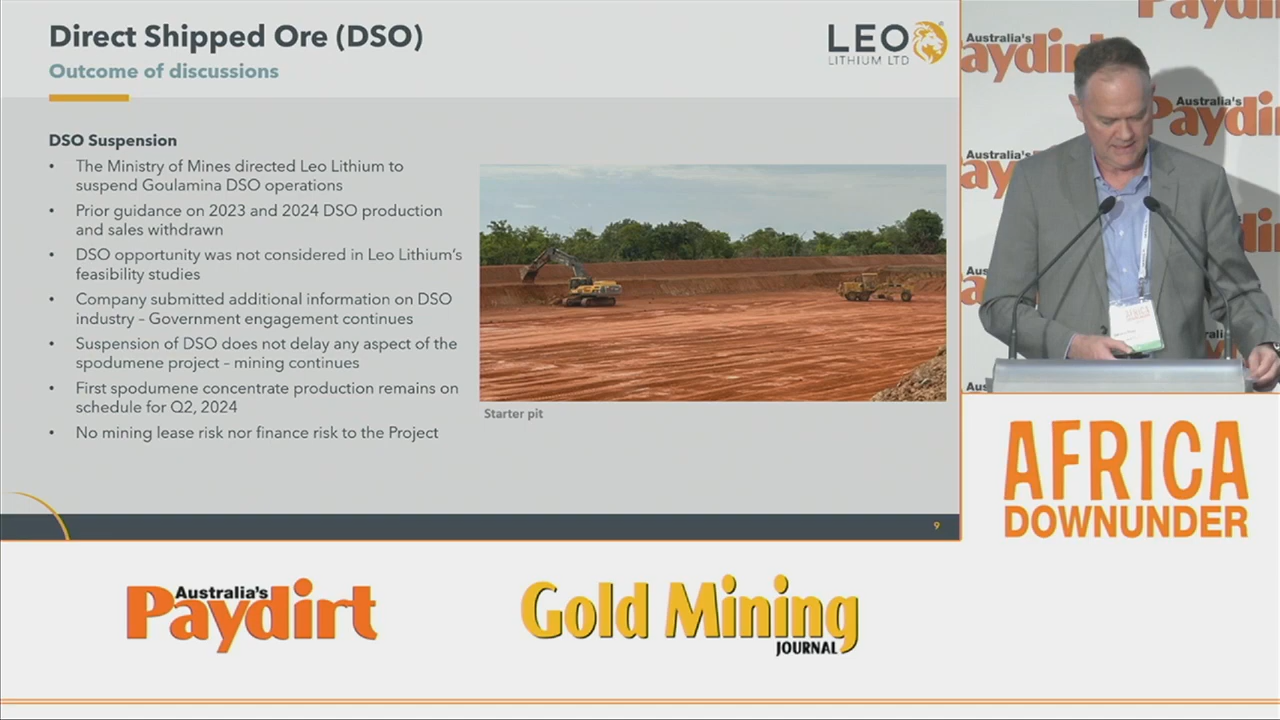 Direct Shipped Ore (DSO)
Outcome of discussions
LEO
LITHIUM LTD
DSO Suspension
• The Ministry of Mines directed Leo Lithium to
suspend Goulamina DSO operations
• Prior guidance on 2023 and 2024 DSO production
and sales withdrawn
• DSO opportunity was not considered in Leo Lithium's
feasibility studies
• Company submitted additional information on DSO
industry – Government engagement continues
• Suspension of DSO does not delay any aspect of the
spodumene project – mining continues
• First spodumene concentrate production remains on
schedule for Q2, 2024
• No mining lease risk nor finance risk to the Project
Starter pit
9
Paydirt
Australia's
Paydirt
Australia's
Paydirt
Australia's
AFRICA
DOWNUNDER
Australia's
Paydirt
Gold Mining
JOURNAL